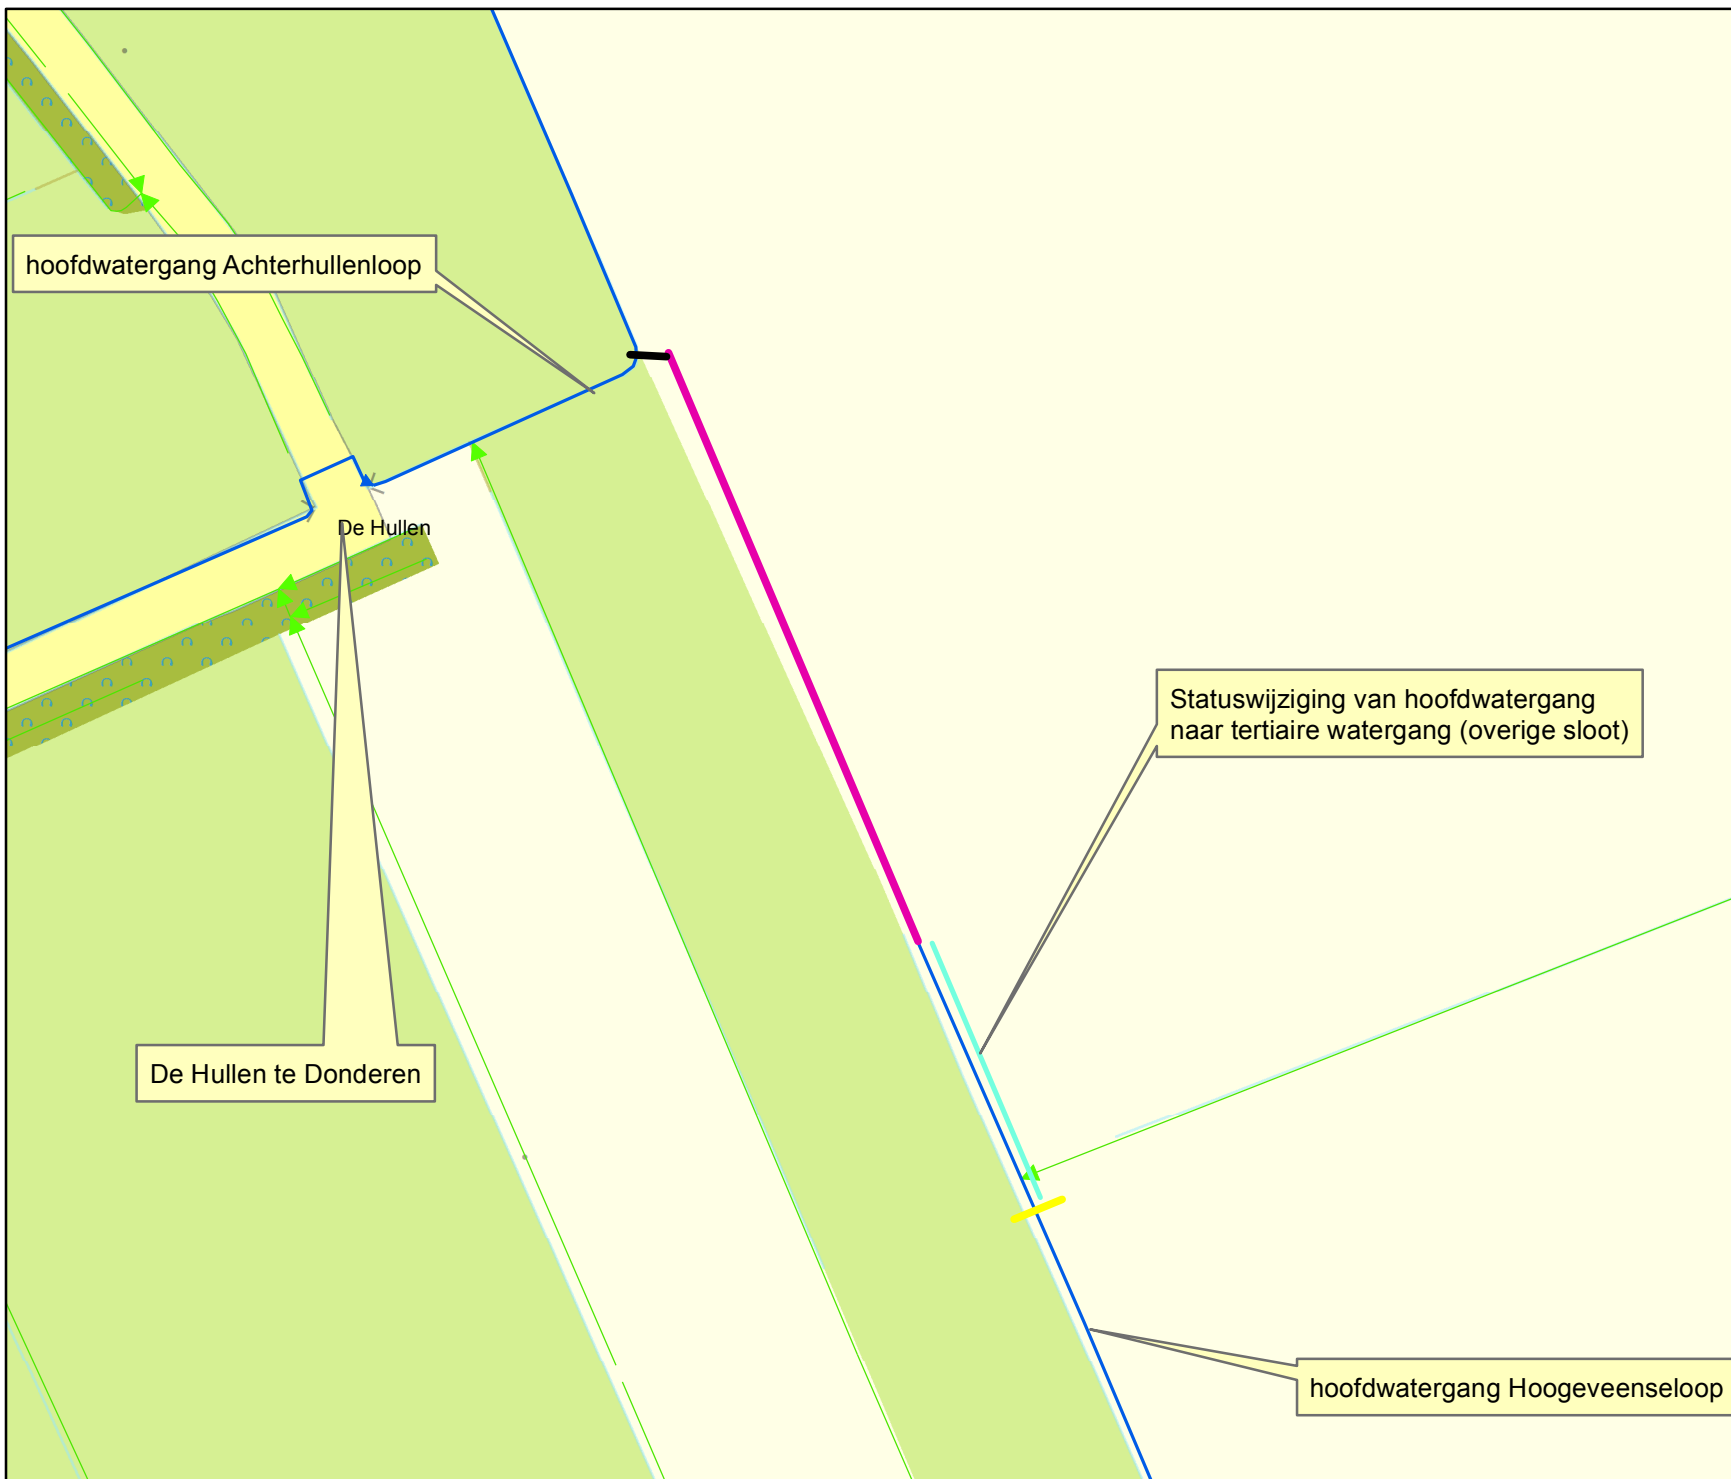 hoofdwatergang Achterhullenloop
De Hullen
Statuswijziging van hoofdwatergang
naar tertiaire watergang (overige sloot)
De Hullen te Donderen
hoofdwatergang Hoogeveenseloop